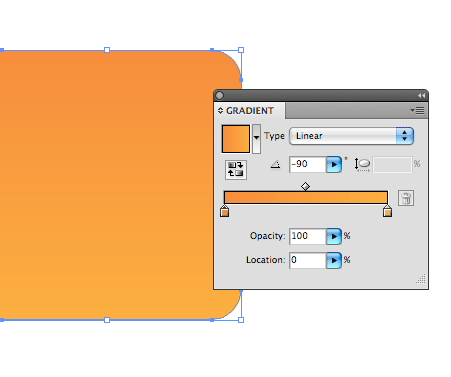 GRADIENT
Type Linear
-90 ° %
Opacity: 100 %
Location: 0 %